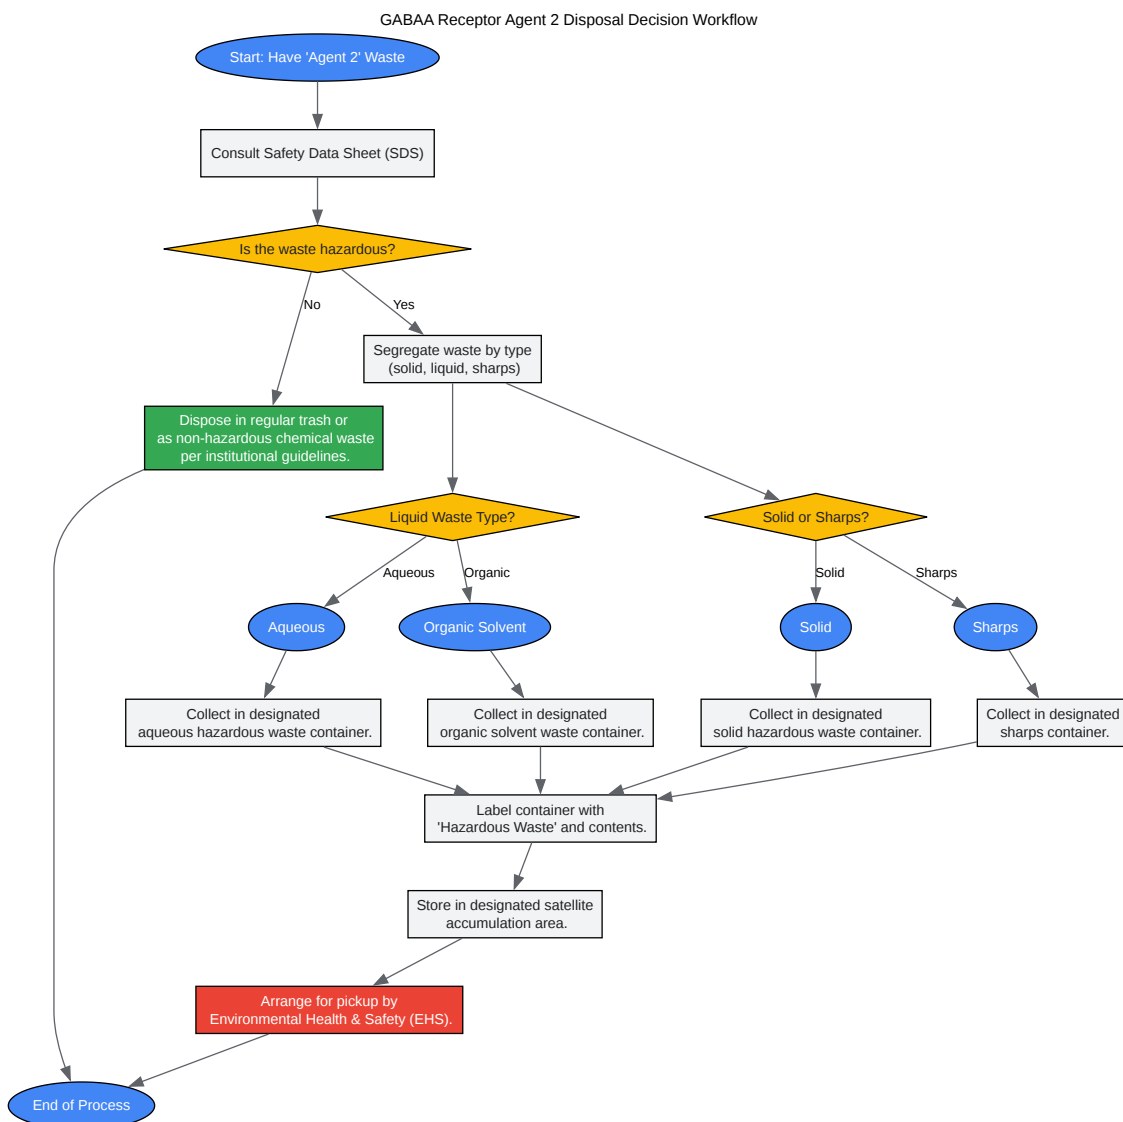 GABAA Receptor Agent 2 Disposal Decision Workflow
Start: Have 'Agent 2' Waste
Consult Safety Data Sheet (SDS)
Is the waste hazardous?
No
Yes
Segregate waste by type
(solid, liquid, sharps)
Dispose in regular trash or
as non-hazardous chemical waste
per institutional guidelines.
Liquid Waste Type?
Solid or Sharps?
Aqueous
Organic
Solid
Sharps
Aqueous
Organic Solvent
Solid
Sharps
Collect in designated
aqueous hazardous waste container.
Collect in designated
organic solvent waste container.
Collect in designated
solid hazardous waste container.
Collect in designated
sharps container.
Label container with
'Hazardous Waste' and contents.
Store in designated satellite
accumulation area.
Arrange for pickup by
Environmental Health & Safety (EHS).
End of Process